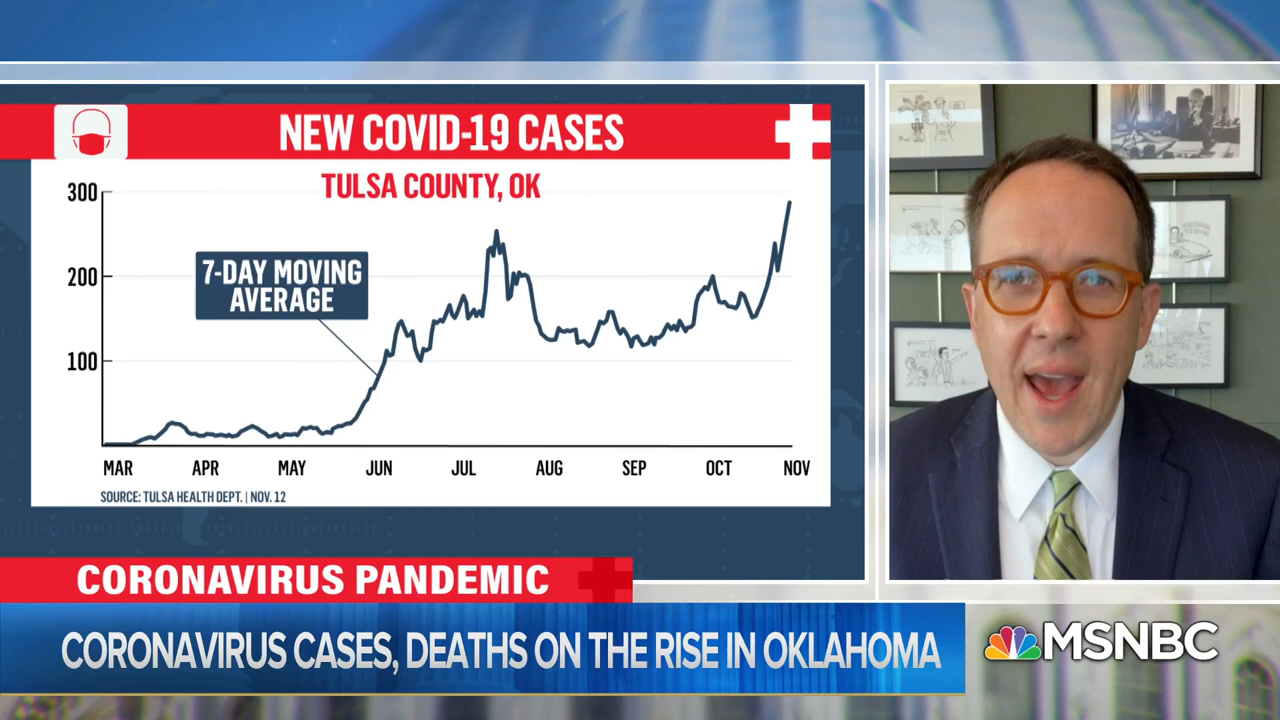 NEW COVID-19 CASES
TULSA COUNTY, OK
300
200
100
7-DAY MOVING
AVERAGE
MAR APR MAY JUN JUL AUG SEP OCT NOV
SOURCE: TULSA HEALTH DEPT. | NOV. 12
CORONAVIRUS PANDEMIC
CORONAVIRUS CASES, DEATHS ON THE RISE IN OKLAHOMA
MSNBC